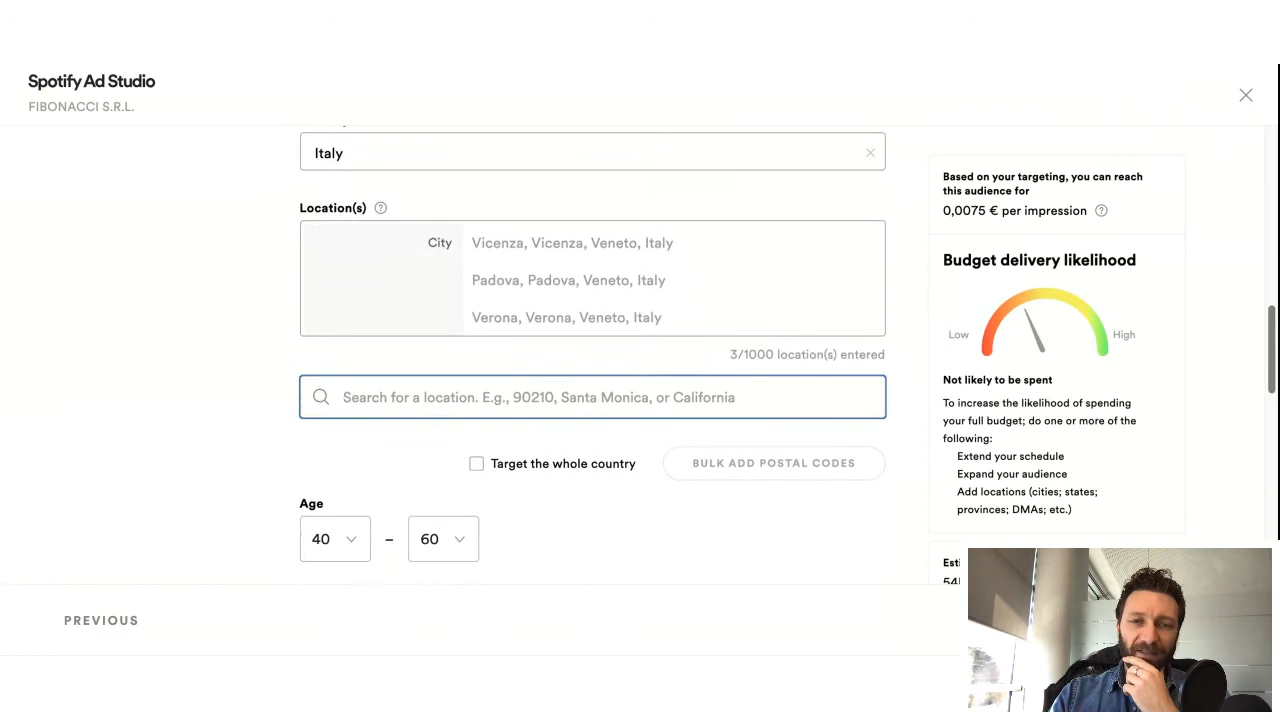 Spotify Ad Studio
FIBONACCI S.R.L.
Italy
Location(s) ?
City
Vicenza, Vicenza, Veneto, Italy
Padova, Padova, Veneto, Italy
Verona, Verona, Veneto, Italy
3/1000 location(s) entered
Search for a location. E.g., 90210, Santa Monica, or California
Target the whole country
BULK ADD POSTAL CODES
Age
40 – 60
PREVIOUS
Based on your targeting, you can reach
this audience for
0,0075 € per impression ?
Budget delivery likelihood
Low
High
Not likely to be spent
To increase the likelihood of spending
your full budget; do one or more of the
following:
Extend your schedule
Expand your audience
Add locations (cities; states;
provinces; DMAs; etc.)